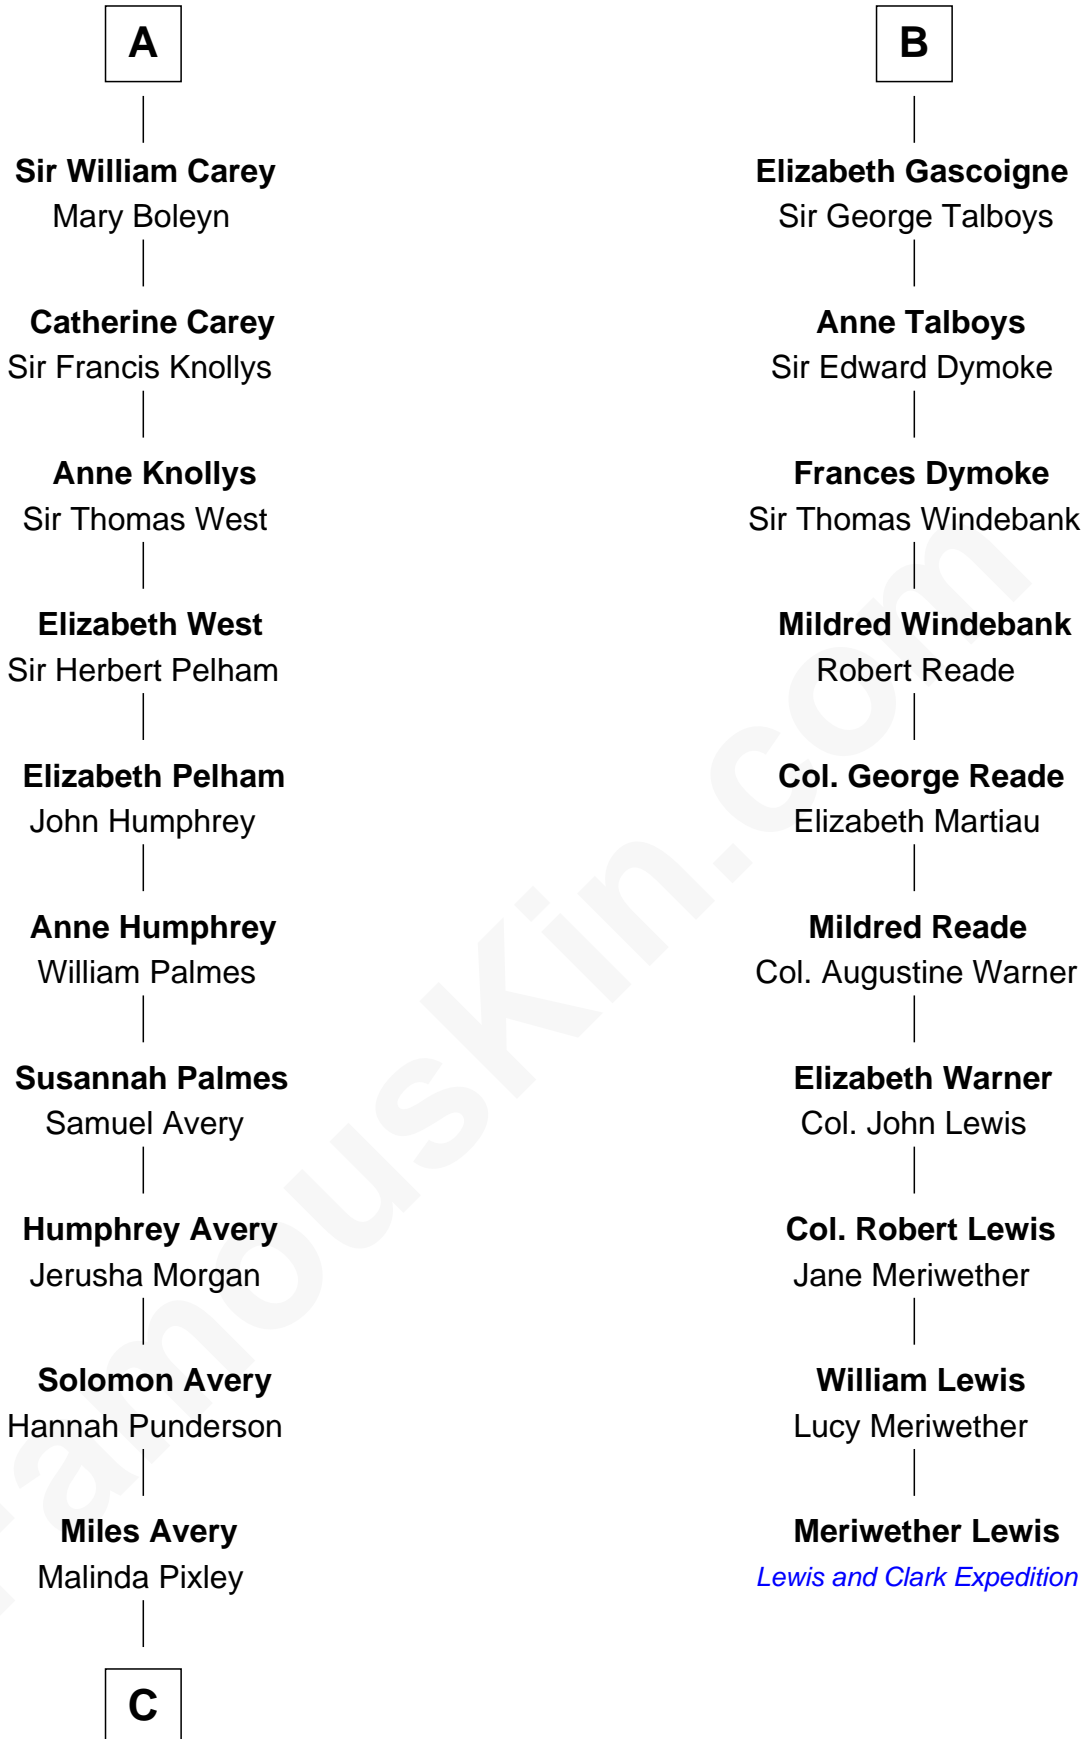 A
Sir William Carey
Mary Boleyn
Catherine Carey
Sir Francis Knollys
Anne Knollys
Sir Thomas West
Elizabeth West
Sir Herbert Pelham
Elizabeth Pelham
John Humphrey
Anne Humphrey
William Palmes
Susannah Palmes
Samuel Avery
Humphrey Avery
Jerusha Morgan
Solomon Avery
Hannah Punderson
Miles Avery
Malinda Pixley
C
B
Elizabeth Gascoigne
Sir George Talboys
Anne Talboys
Sir Edward Dymoke
Frances Dymoke
Sir Thomas Windebank
Mildred Windebank
Robert Reade
Col. George Reade
Elizabeth Martiau
Mildred Reade
Col. Augustine Warner
Elizabeth Warner
Col. John Lewis
Col. Robert Lewis
Jane Meriwether
William Lewis
Lucy Meriwether
Meriwether Lewis
Lewis and Clark Expedition
FamousKin.com